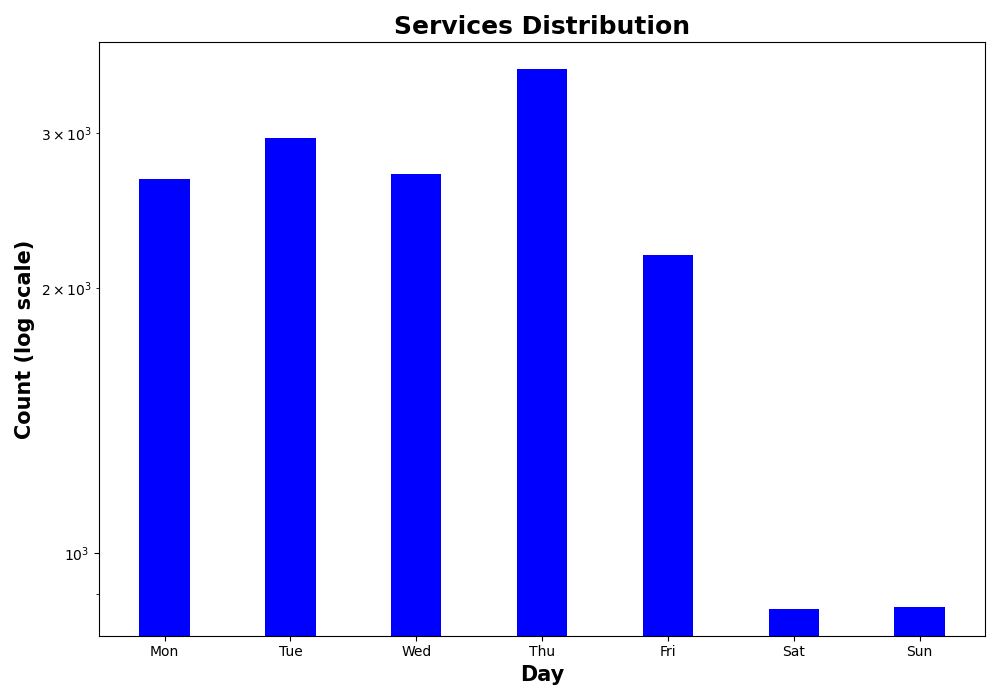 Services Distribution
3 × 10³
2 × 10³
10³
Count (log scale)
Mon Tue Wed Thu Fri Sat Sun
Day